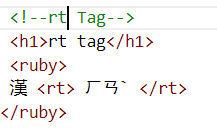 <!--rt Tag-->
<h1>rt tag</h1>
<ruby>
漢 <rt> ㄏㄢˋ </rt>
</ruby>